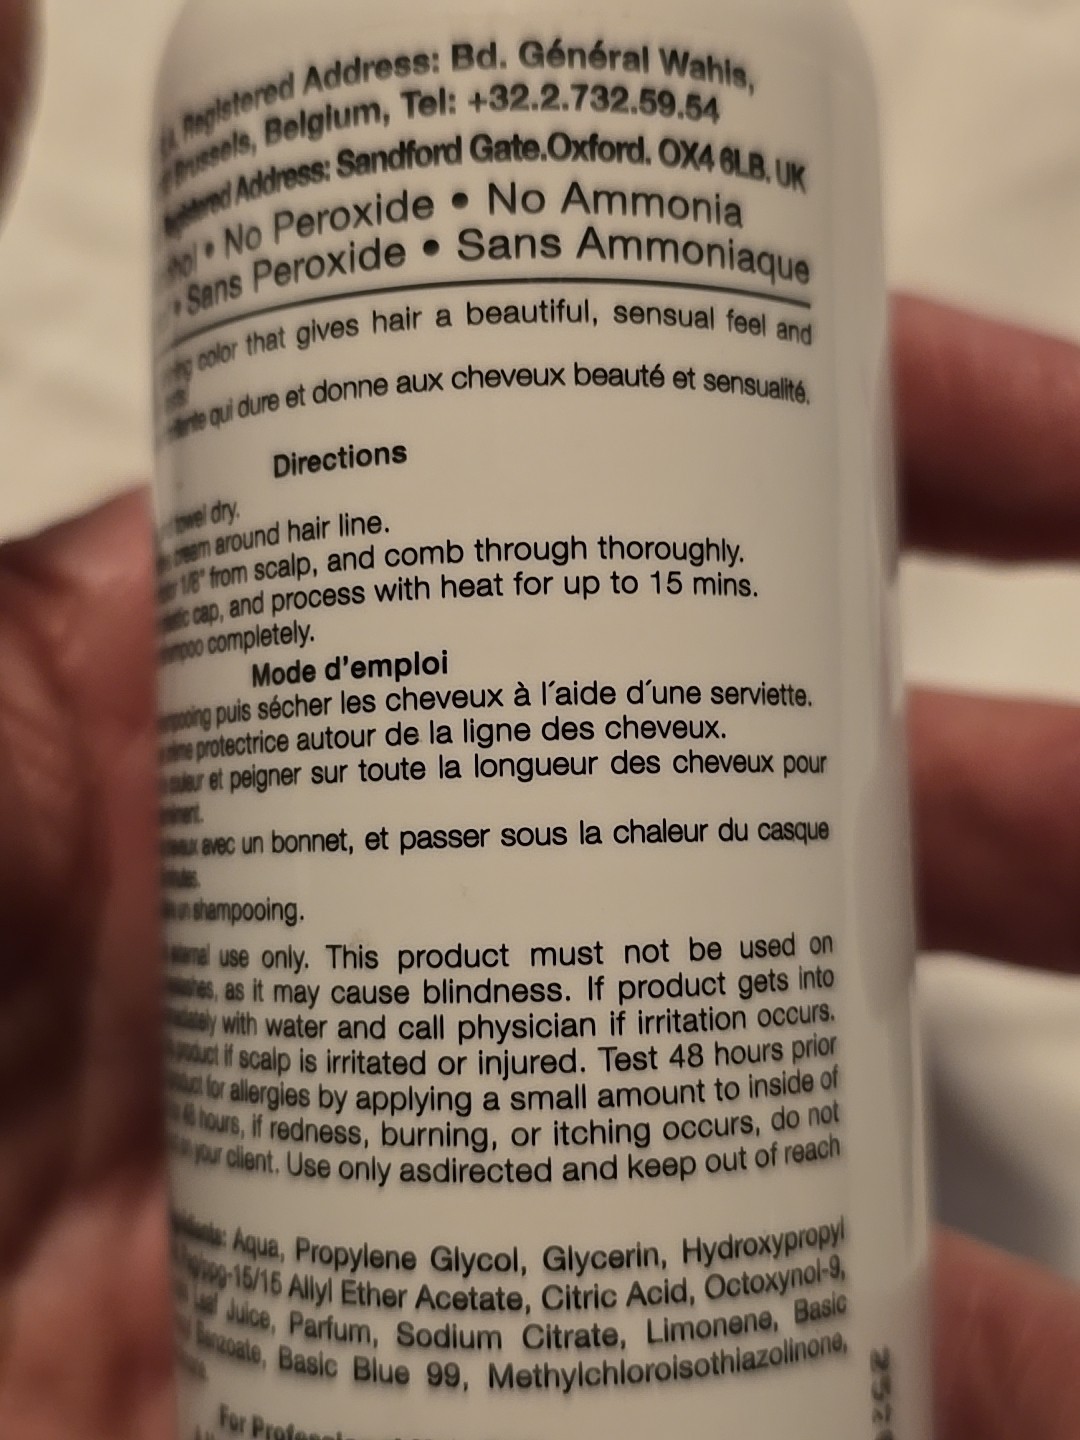 Registered Address: Bd. Général Wahis,
Brussels, Belgium, Tel: +32.2.732.59.54
Registered Address: Sandford Gate.Oxford. OX4 6LB. UK
• No Peroxide • No Ammonia
• Sans Peroxide • Sans Ammoniaque
color that gives hair a beautiful, sensual feel and
qui dure et donne aux cheveux beauté et sensualité.
Directions
towel dry.
cream around hair line.
1/8" from scalp, and comb through thoroughly.
cap, and process with heat for up to 15 mins.
completely.
Mode d'emploi
puis sécher les cheveux à l´aide d´une serviette.
protectrice autour de la ligne des cheveux.
et peigner sur toute la longueur des cheveux pour
avec un bonnet, et passer sous la chaleur du casque
un shampooing.
use only. This product must not be used on
as it may cause blindness. If product gets into
with water and call physician if irritation occurs.
product if scalp is irritated or injured. Test 48 hours prior
for allergies by applying a small amount to inside of
48 hours, if redness, burning, or itching occurs, do not
your client. Use only asdirected and keep out of reach
Aqua, Propylene Glycol, Glycerin, Hydroxypropyl
Allyl Ether Acetate, Citric Acid, Octoxynol-9,
Leaf Juice, Parfum, Sodium Citrate, Limonene, Basic
Benzoate, Basic Blue 99, Methylchloroisothiazolinone,
For